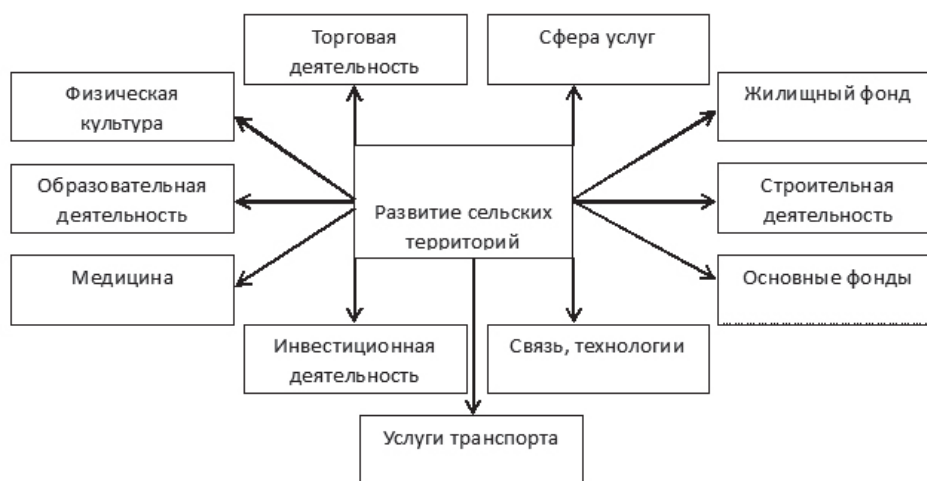 Торговая
деятельность
Сфера услуг
Физическая
культура
Жилищный фонд
Образовательная
деятельность
Развитие сельских
территорий
Строительная
деятельность
Медицина
Основные фонды
Инвестиционная
деятельность
Связь, технологии
Услуги транспорта